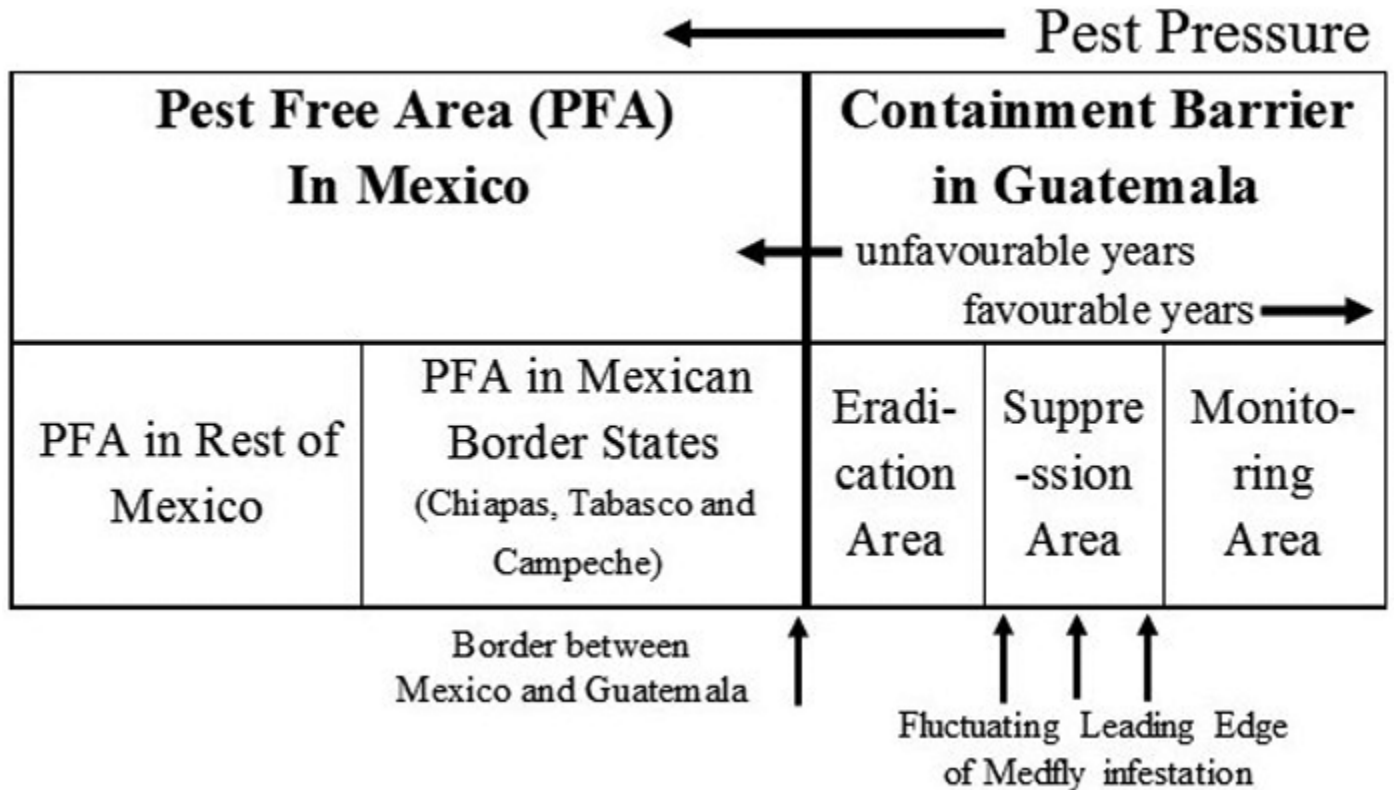 Pest Pressure
Pest Free Area (PFA)
In Mexico
Containment Barrier
in Guatemala
unfavourable years
favourable years
PFA in Rest of
Mexico
PFA in Mexican
Border States
(Chiapas, Tabasco and
Campeche)
Eradi-
cation
Area
Suppre
-ssion
Area
Monito-
ring
Area
Border between
Mexico and Guatemala
Fluctuating Leading Edge
of Medfly infestation